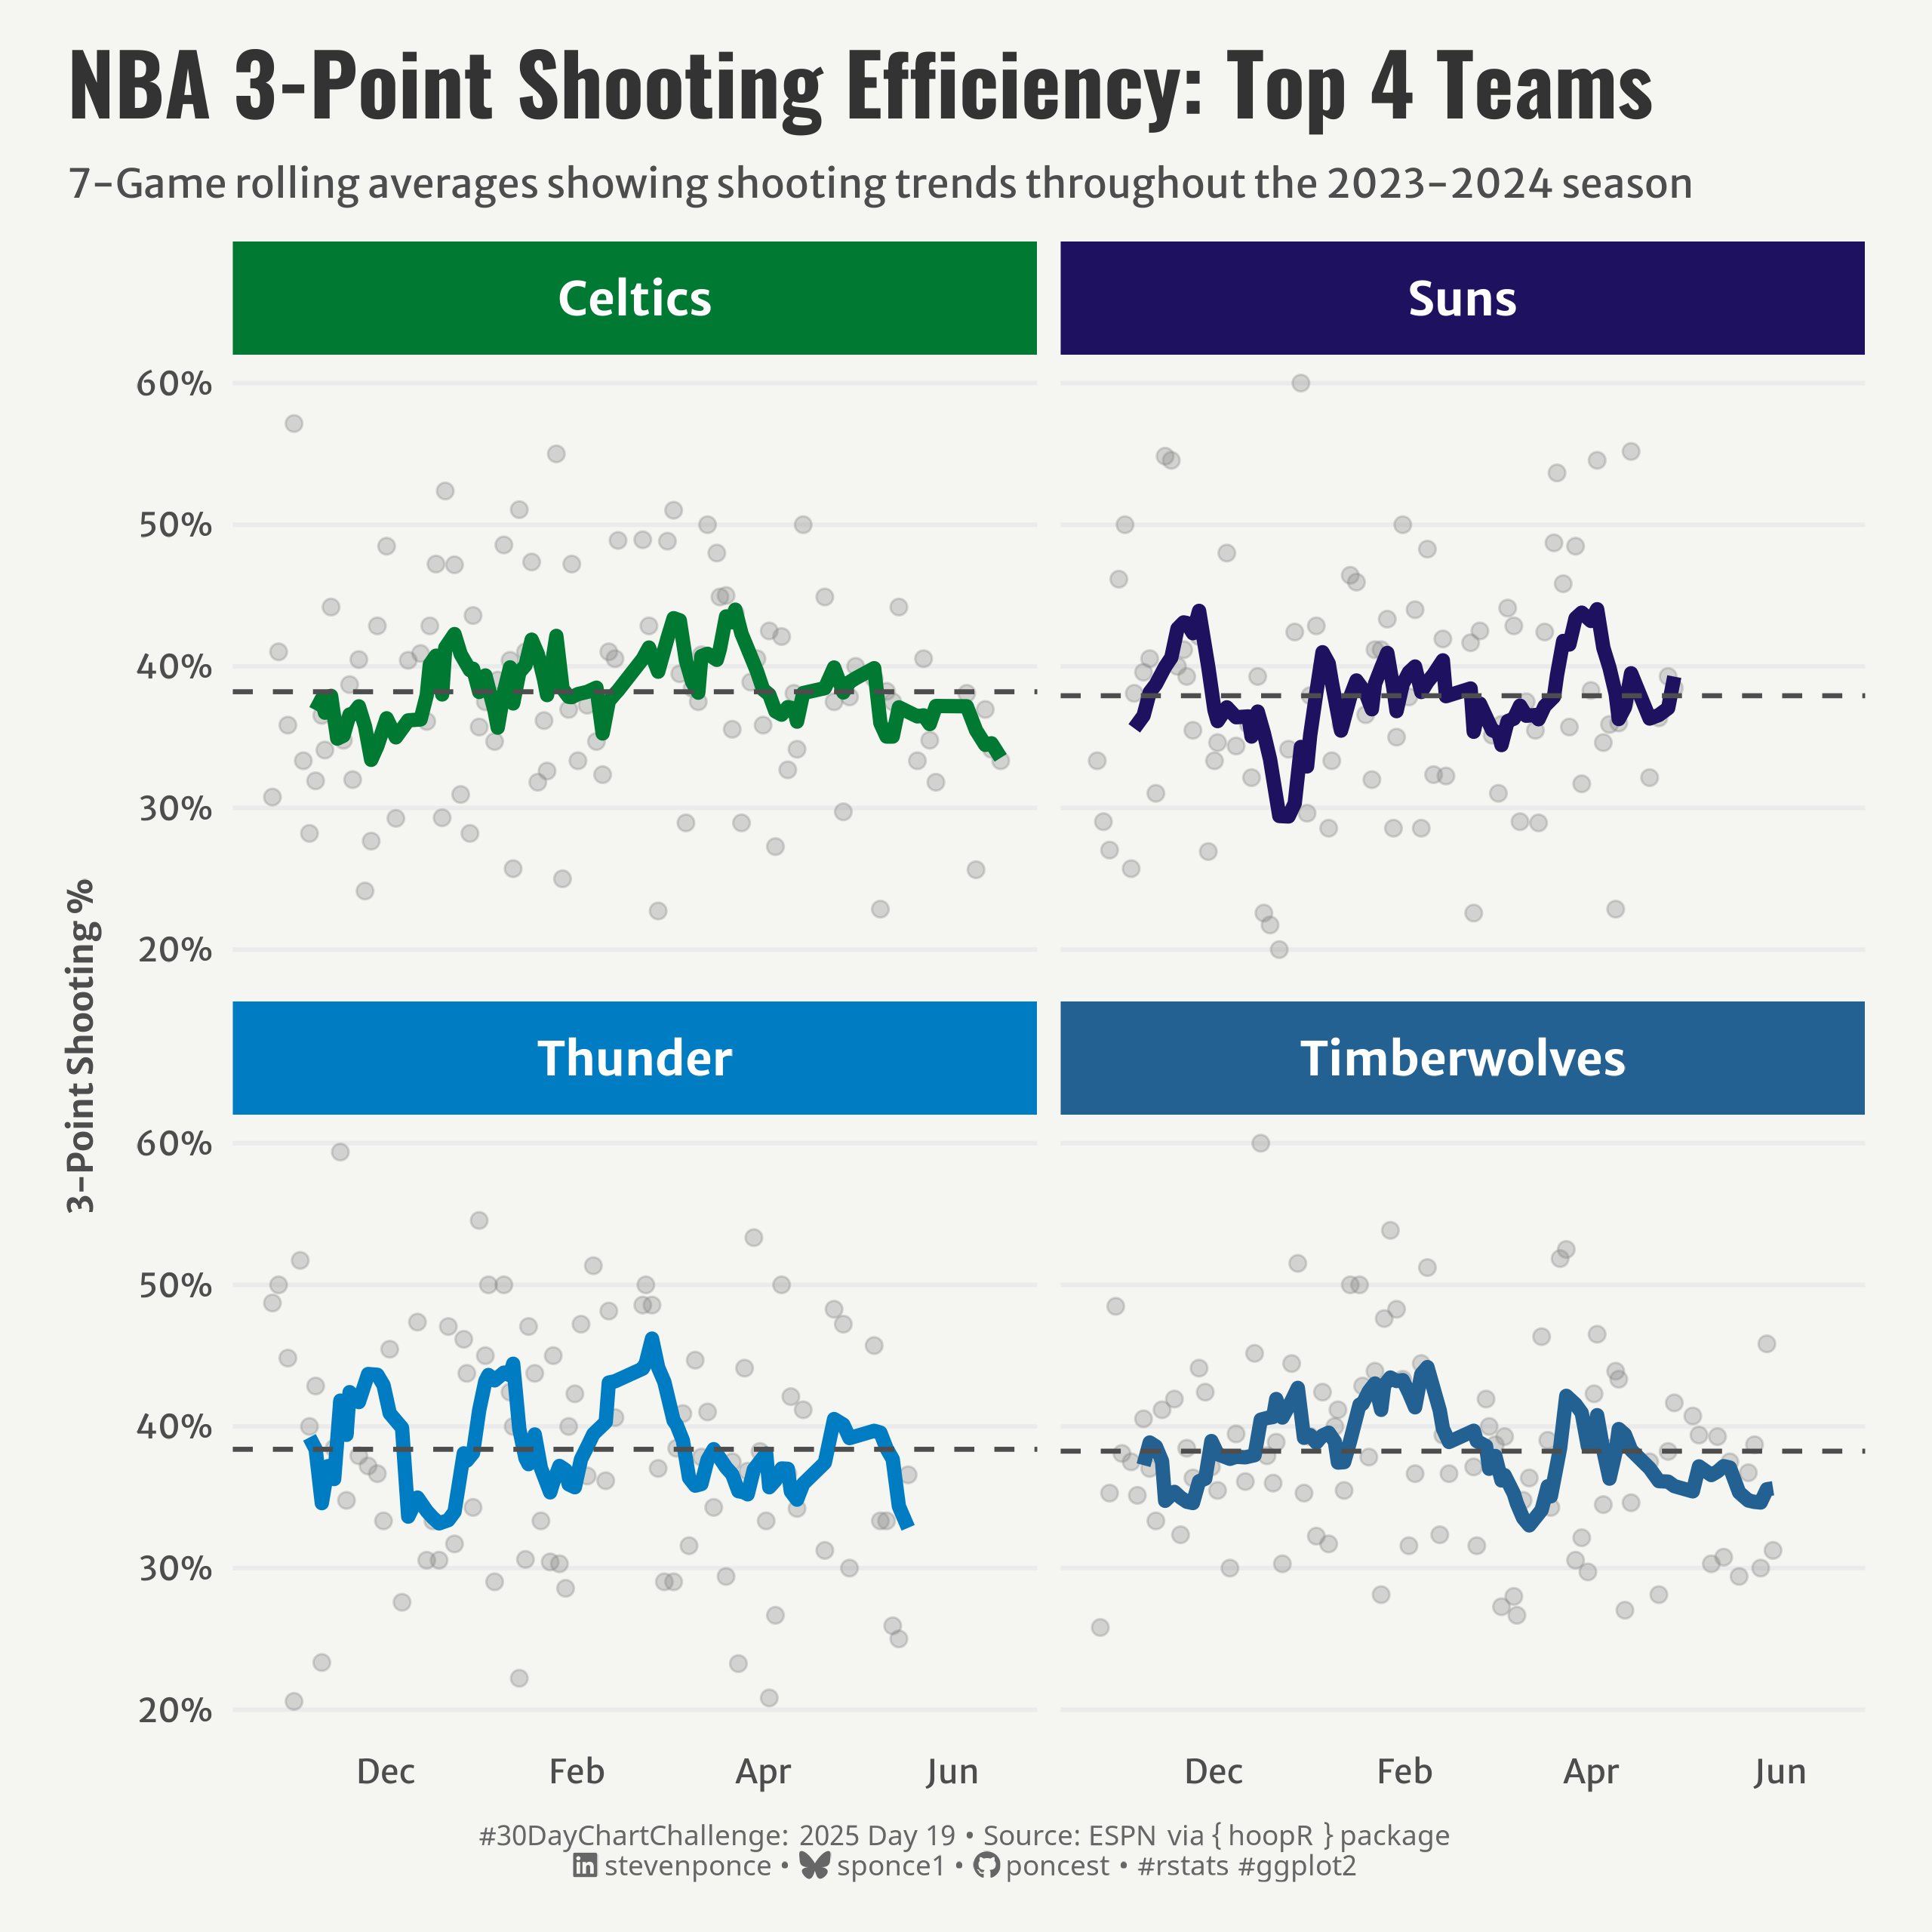 NBA 3-Point Shooting Efficiency: Top 4 Teams
7-Game rolling averages showing shooting trends throughout the 2023-2024 season
Celtics
Suns
60%
50%
40%
30%
20%
3-Point Shooting %
Thunder
Timberwolves
60%
50%
40%
30%
20%
Dec Feb Apr Jun
Dec Feb Apr Jun
#30DayChartChallenge: 2025 Day 19 • Source: ESPN via { hoopR } package
stevenponce • sponce1 • poncest • #rstats #ggplot2